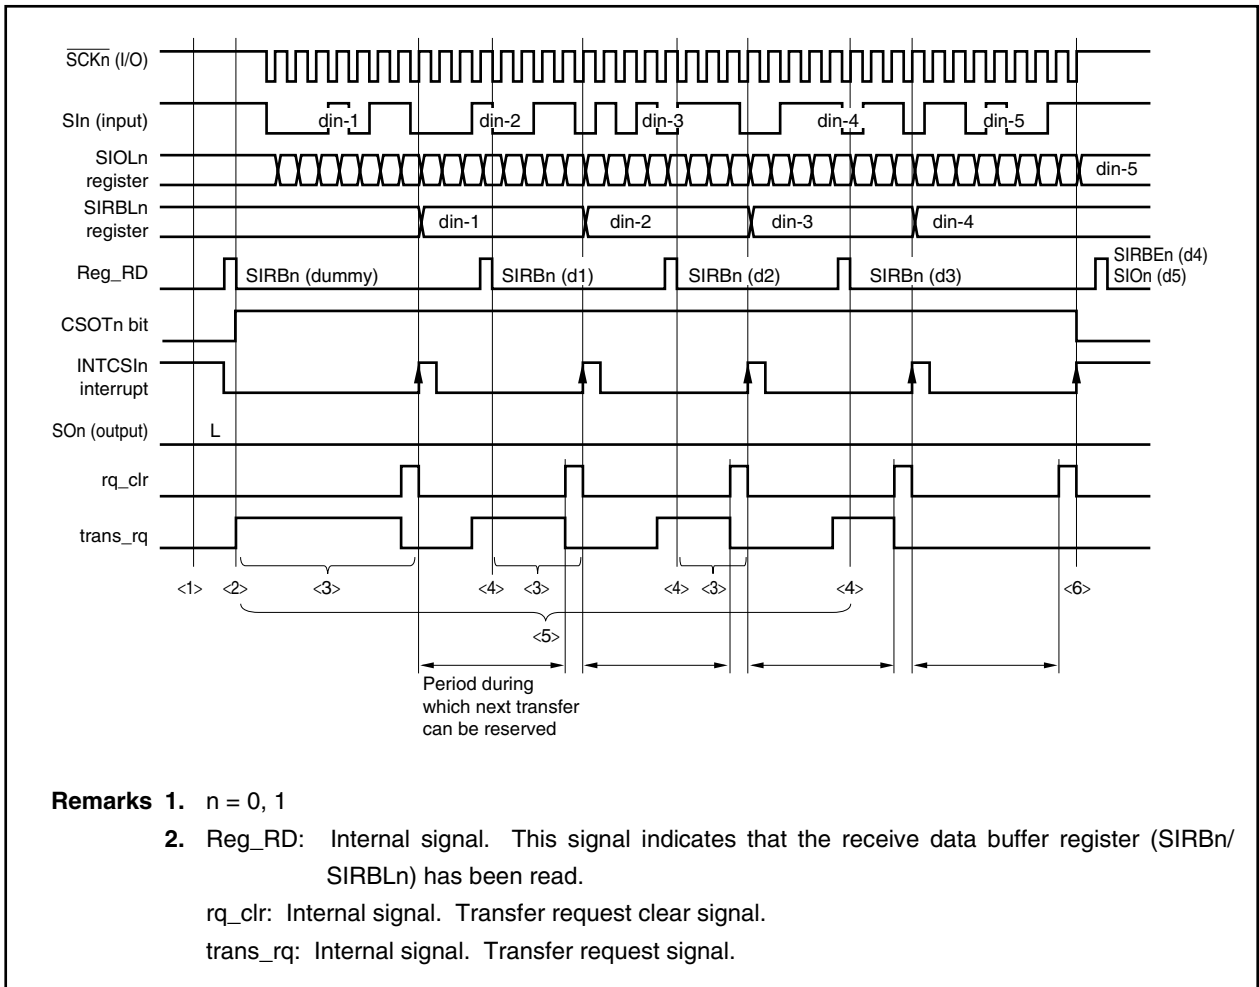 SCKn (I/O)
SIn (input)
din-1 din-2 din-3 din-4 din-5
SIOLn
register
din-5
SIRBLn
register
din-1 din-2 din-3 din-4
Reg_RD
SIRBn (dummy) SIRBn (d1) SIRBn (d2) SIRBn (d3)
SIRBEn (d4)
SIOn (d5)
CSOTn bit
INTCSIn
interrupt
SOn (output)
L
rq_clr
trans_rq
<1> <2> <3> <4> <3> <4> <3> <4> <6>
<5>
Period during
which next transfer
can be reserved
Remarks 1. n = 0, 1
2. Reg_RD: Internal signal. This signal indicates that the receive data buffer register (SIRBn/
SIRBLn) has been read.
rq_clr: Internal signal. Transfer request clear signal.
trans_rq: Internal signal. Transfer request signal.